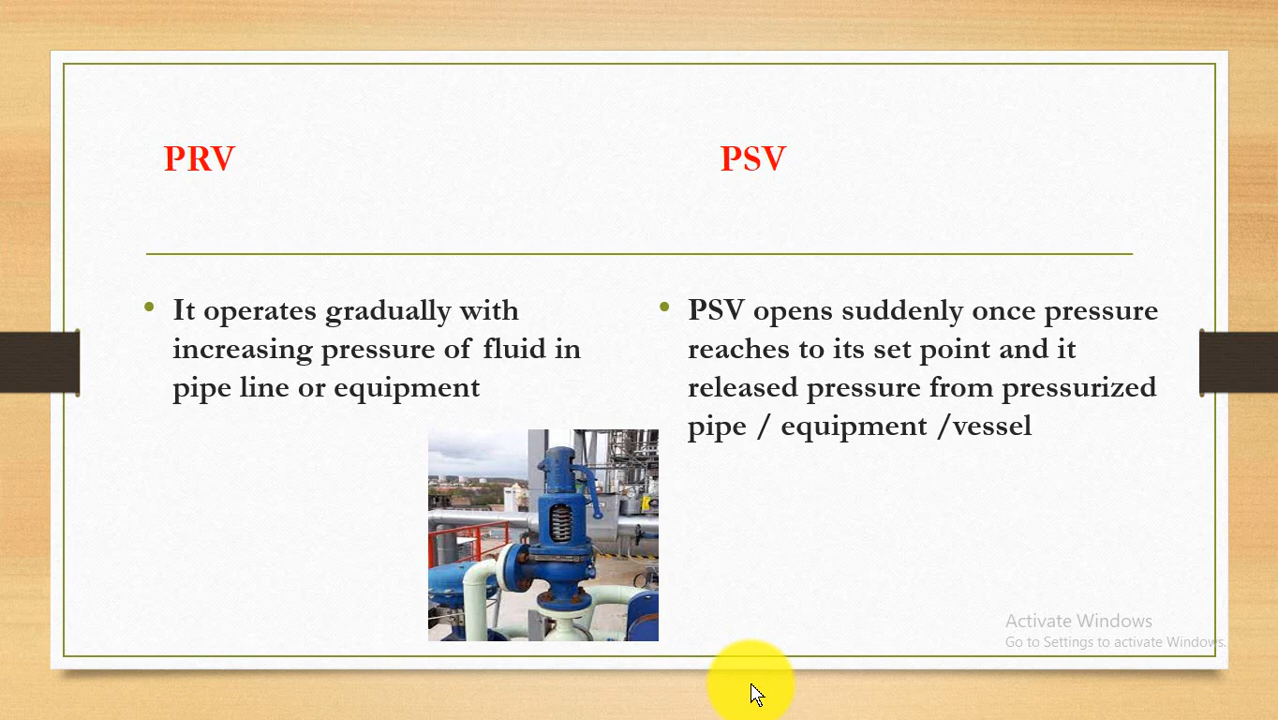 PRV
PSV
It operates gradually with
increasing pressure of fluid in
pipe line or equipment
PSV opens suddenly once pressure
reaches to its set point and it
released pressure from pressurized
pipe / equipment /vessel
Activate Windows
Go to Settings to activate Windows.